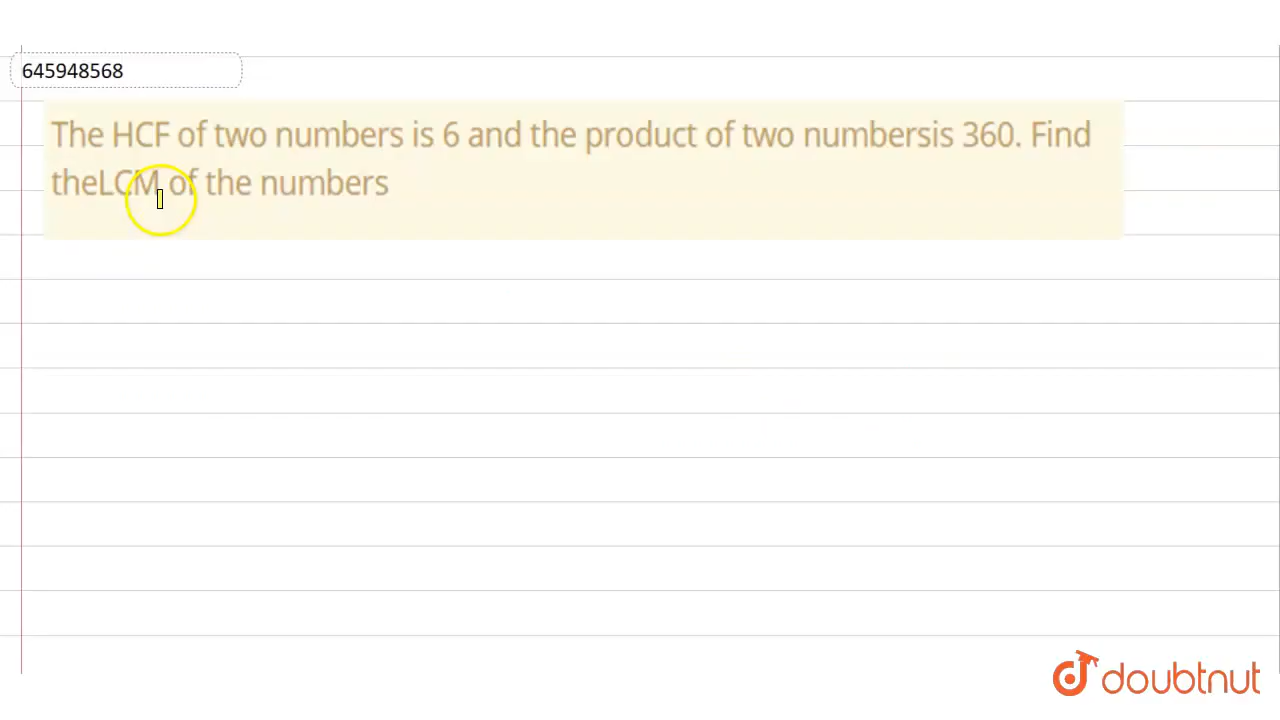 645948568
The HCF of two numbers is 6 and the product of two numbersis 360. Find
theLCM of the numbers
doubtnut